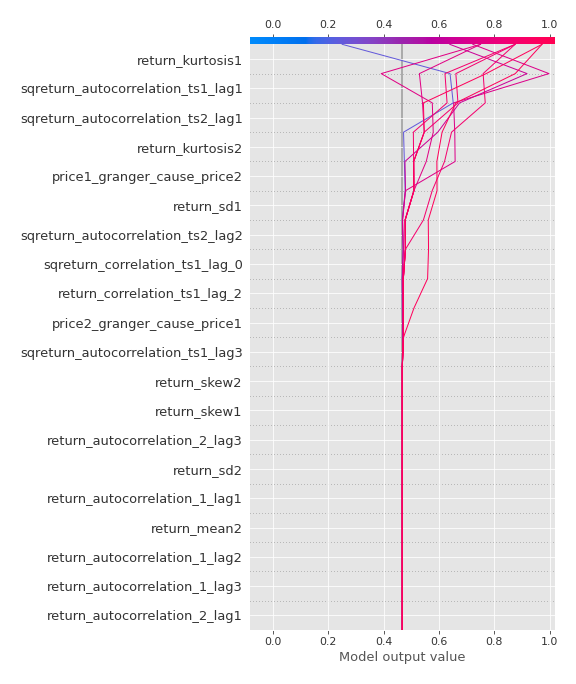 0.0 0.2 0.4 0.6 0.8 1.0
return_kurtosis1
sqreturn_autocorrelation_ts1_lag1
sqreturn_autocorrelation_ts2_lag1
return_kurtosis2
price1_granger_cause_price2
return_sd1
sqreturn_autocorrelation_ts2_lag2
sqreturn_correlation_ts1_lag_0
return_correlation_ts1_lag_2
price2_granger_cause_price1
sqreturn_autocorrelation_ts1_lag3
return_skew2
return_skew1
return_autocorrelation_2_lag3
return_sd2
return_autocorrelation_1_lag1
return_mean2
return_autocorrelation_1_lag2
return_autocorrelation_1_lag3
return_autocorrelation_2_lag1
0.0 0.2 0.4 0.6 0.8 1.0
Model output value